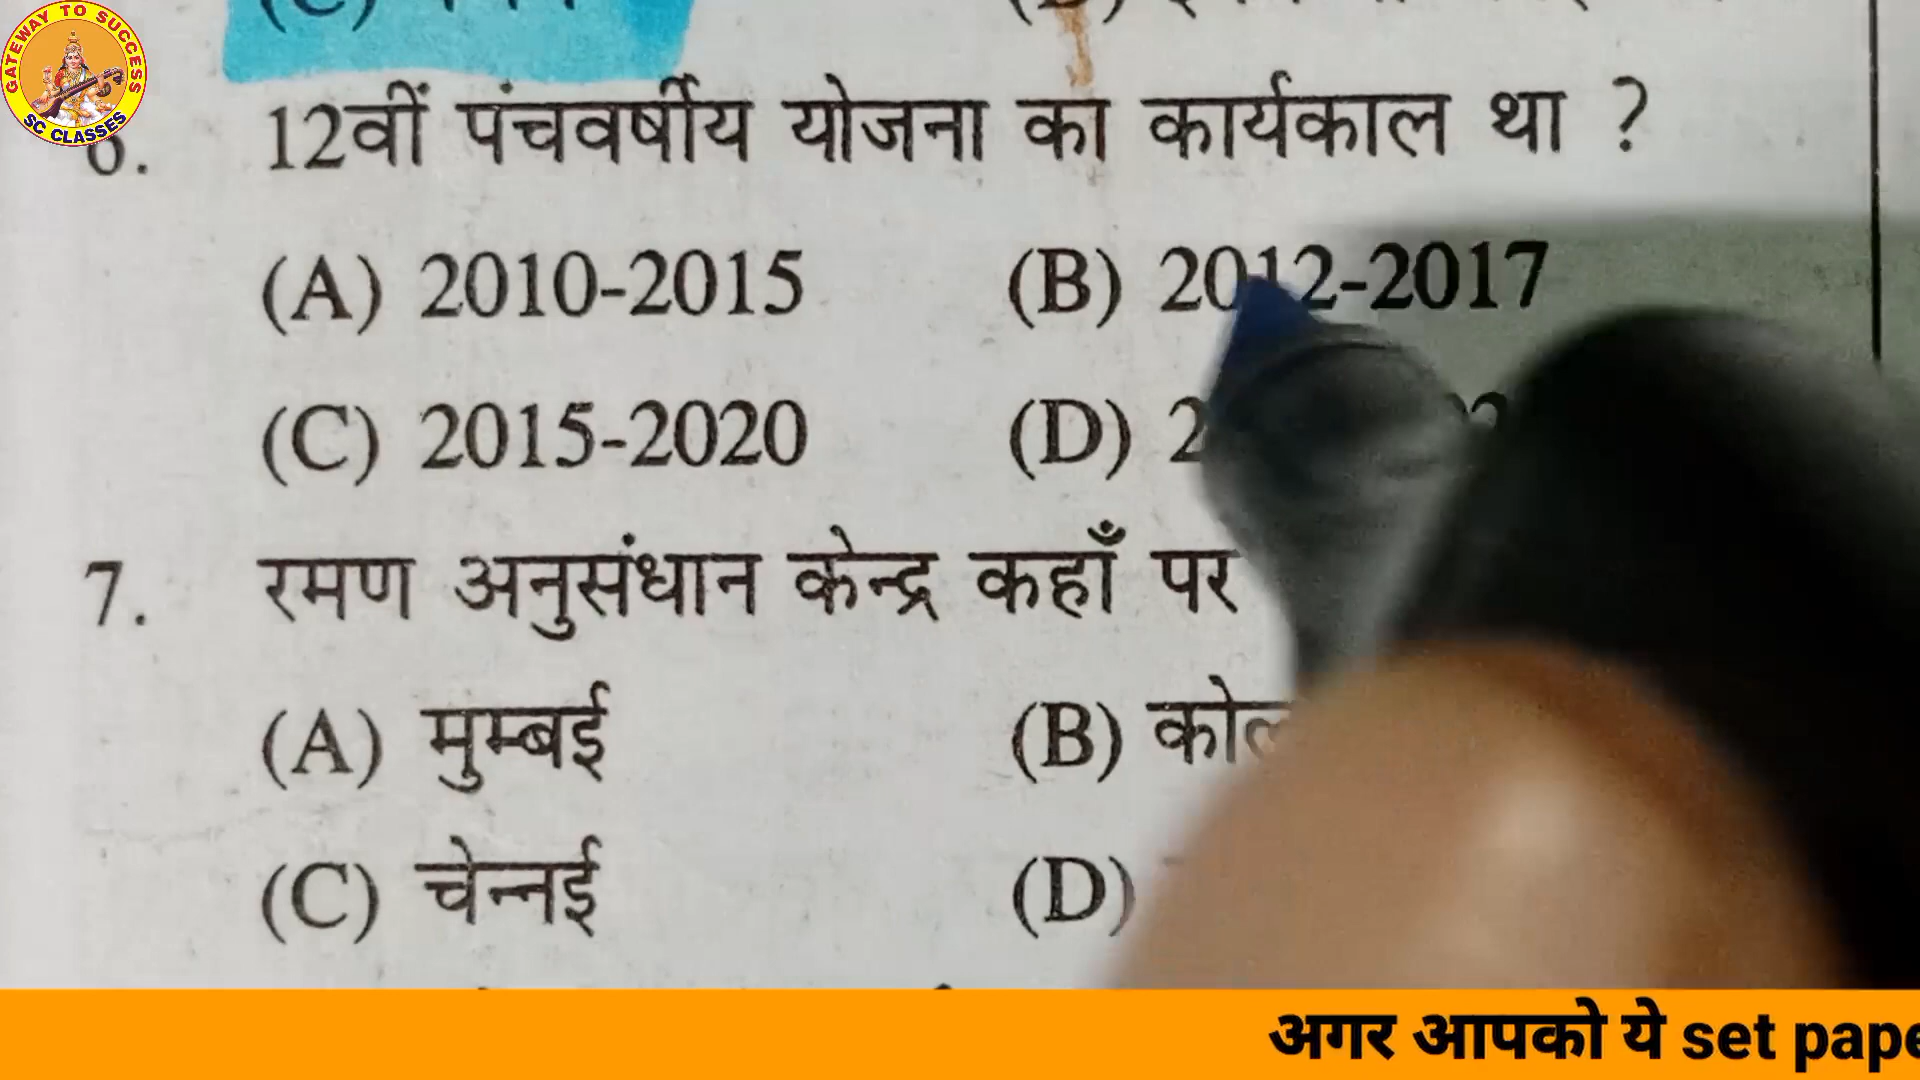 GATEWAY TO SUCCESS
SC CLASSES
6. 12वीं पंचवर्षीय योजना का कार्यकाल था ?
(A) 2010-2015 (B) 2012-2017
(C) 2015-2020 (D)
7. रमण अनुसंधान केन्द्र कहाँ पर
(A) मुम्बई (B)
(C) चेन्नई (D)
अगर आपको ये set